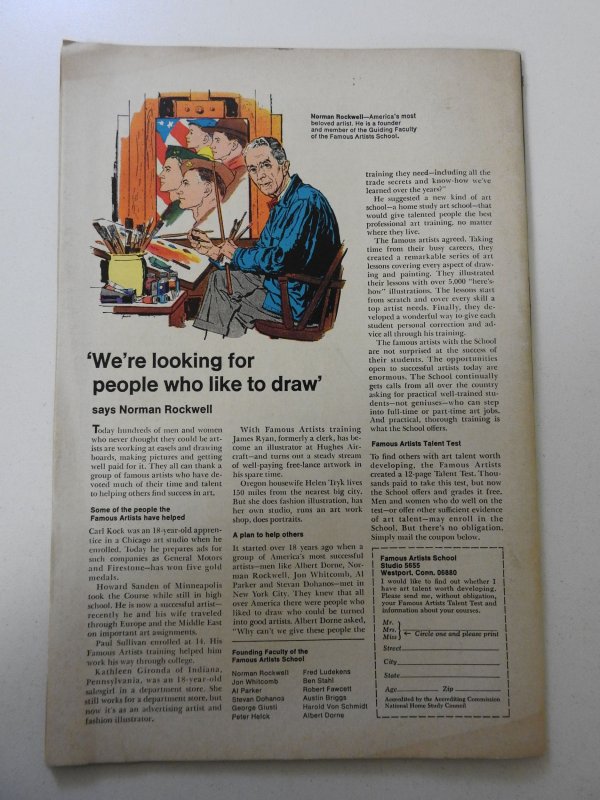 Norman Rockwell—America's most
beloved artist. He is a founder
and member of the Guiding Faculty
of the Famous Artists School.
'We're looking for
people who like to draw'
says Norman Rockwell
Today hundreds of men and women
who never thought they could be art-
ists are working at easels and drawing
boards, making pictures and getting
well paid for it. They all can thank a
group of famous artists who have de-
voted much of their time and talent
to helping others find success in art.
Some of the people the
Famous Artists have helped
Carl Kock was an 18-year-old appren-
tice in a Chicago art studio when he
enrolled. Today he prepares ads for
such companies as General Motors
and Firestone—has won five gold
medals.
Howard Sanden of Minneapolis
took the Course while still in high
school. He is now a successful artist—
recently he and his wife traveled
through Europe and the Middle East
on important art assignments.
Paul Sullivan enrolled at 14. His
Famous Artists training helped him
work his way through college.
Kathleen Gironda of Indiana,
Pennsylvania, was an 18-year-old
salesgirl in a department store. She
still works for a department store, but
now it's as an advertising artist and
fashion illustrator.
With Famous Artists training
James Ryan, formerly a clerk, has be-
come an illustrator at Hughes Air-
craft—and turns out a steady stream
of well-paying free-lance artwork in
his spare time.
Oregon housewife Helen Tryk lives
150 miles from the nearest big city.
But she does fashion illustration, has
her own studio, runs an art work
shop, does portraits.
A plan to help others
It started over 18 years ago when a
group of America's most successful
artists—men like Albert Dorne, Nor-
man Rockwell, Jon Whitcomb, Al
Parker and Stevan Dohanos—met in
New York City. They knew that all
over America there were people who
liked to draw who could be turned
into good artists. Albert Dorne asked,
"Why can't we give these people the
Founding Faculty of the
Famous Artists School
Norman Rockwell
Jon Whitcomb
Al Parker
Stevan Dohanos
George Giusti
Peter Helck
Fred Ludekens
Ben Stahl
Robert Fawcett
Austin Briggs
Harold Von Schmidt
Albert Dorne
training they need—including all the
trade secrets and know-how we've
learned over the years?"
He suggested a new kind of art
school—a home study art school—that
would give talented people the best
professional art training, no matter
where they live.
The famous artists agreed. Taking
time from their busy careers, they
created a remarkable series of art
lessons covering every aspect of draw-
ing and painting. They illustrated
their lessons with over 5,000 "here's-
how" illustrations. The lessons start
from scratch and cover every skill a
top artist needs. Finally, they de-
veloped a wonderful way to give each
student personal correction and ad-
vice all through his training.
The famous artists with the School
are not surprised at the success of
their students. The opportunities
open to successful artists today are
enormous. The School continually
gets calls from all over the country
asking for practical well-trained stu-
dents—not geniuses—who can step
into full-time or part-time art jobs.
And practical, thorough training is
what the School offers.
Famous Artists Talent Test
To find others with art talent worth
developing, the Famous Artists
created a 12-page Talent Test. Thou-
sands paid to take this test, but now
the School offers and grades it free.
Men and women who do well on the
test—or offer other sufficient evidence
of art talent—may enroll in the
School. But there's no obligation.
Simply mail the coupon below.
Famous Artists School
Studio 5655
Westport, Conn. 06880
I would like to find out whether I
have art talent worth developing.
Please send me, without obligation,
your Famous Artists Talent Test and
information about your courses.
Mr.
Mrs.
Miss
← Circle one and please print
Street
City
State
Age Zip
Accredited by the Accrediting Commission
National Home Study Council